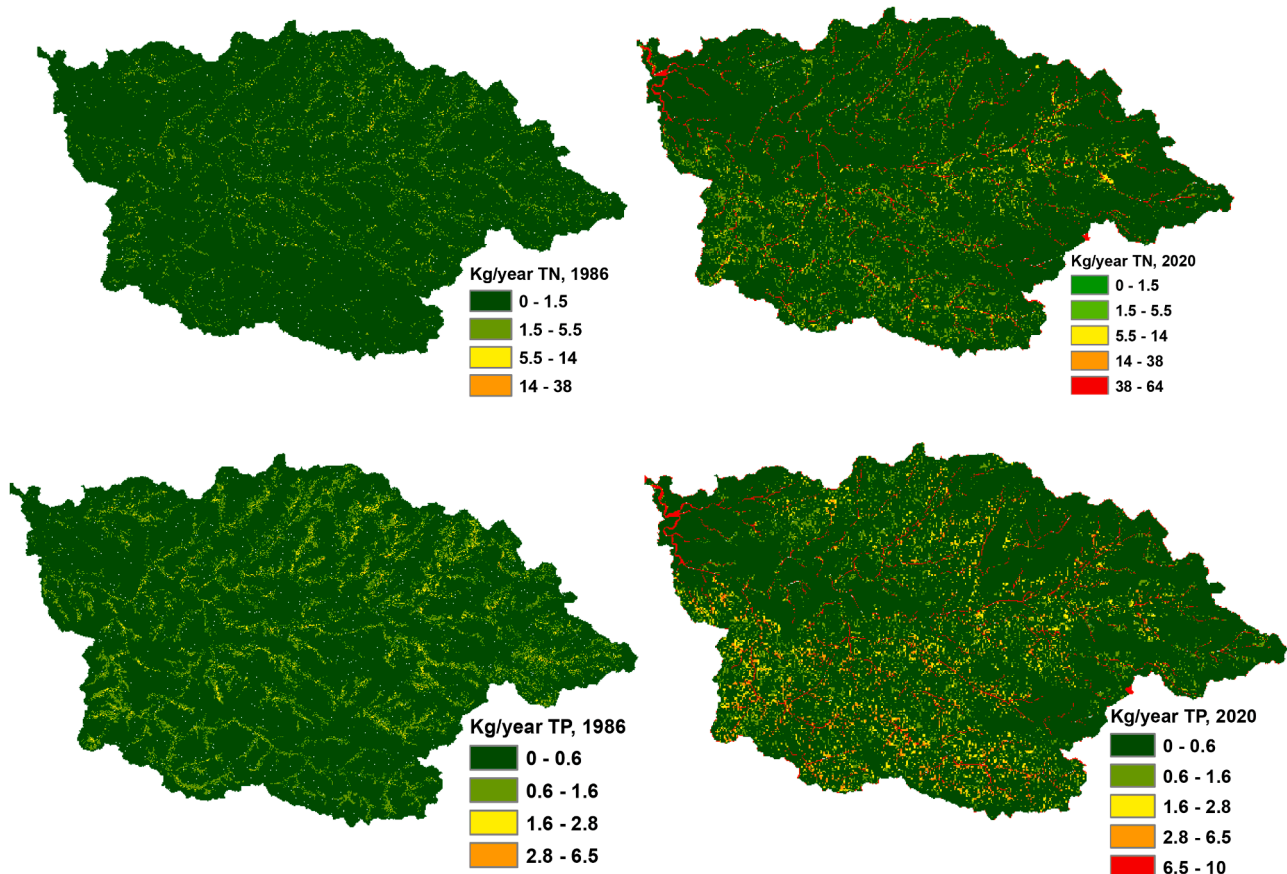 Kg/year TN, 1986
0 - 1.5
1.5 - 5.5
5.5 - 14
14 - 38
Kg/year TN, 2020
0 - 1.5
1.5 - 5.5
5.5 - 14
14 - 38
38 - 64
Kg/year TP, 1986
0 - 0.6
0.6 - 1.6
1.6 - 2.8
2.8 - 6.5
Kg/year TP, 2020
0 - 0.6
0.6 - 1.6
1.6 - 2.8
2.8 - 6.5
6.5 - 10